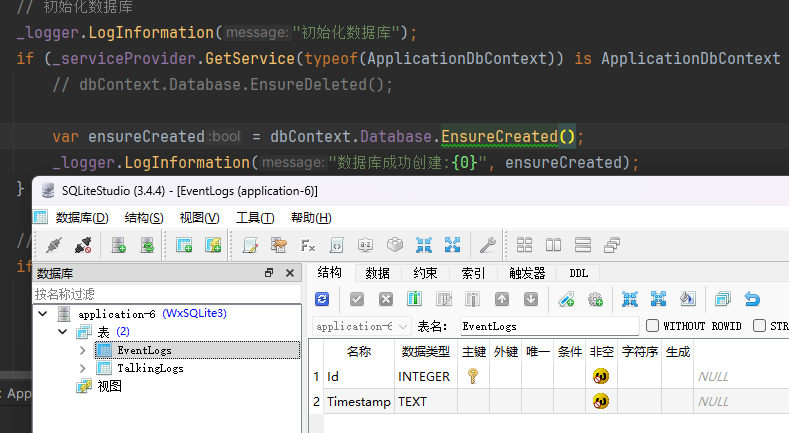 // 初始化数据库
_logger.LogInformation( message: "初始化数据库");
if (_serviceProvider.GetService(typeof(ApplicationDbContext)) is ApplicationDbContext
// dbContext.Database.EnsureDeleted();
var ensureCreated :bool = dbContext.Database.EnsureCreated();
_logger.LogInformation( message: "数据库成功创建:{0}", ensureCreated);
}
//
if
: App
SQLiteStudio (3.4.4) - [EventLogs (application-6)]
数据库(D) 结构(S) 视图(V) 工具(T) 帮助(H)
数据库
按名称过滤
application-6 (WxSQLite3)
表 (2)
EventLogs
TalkingLogs
视图
结构 数据 约束 索引 触发器 DDL
application-6 表名: EventLogs WITHOUT ROWID STR
名称 数据类型 主键 外键 唯一 条件 非空 字符序 生成
1 Id INTEGER NULL
2 Timestamp TEXT NULL